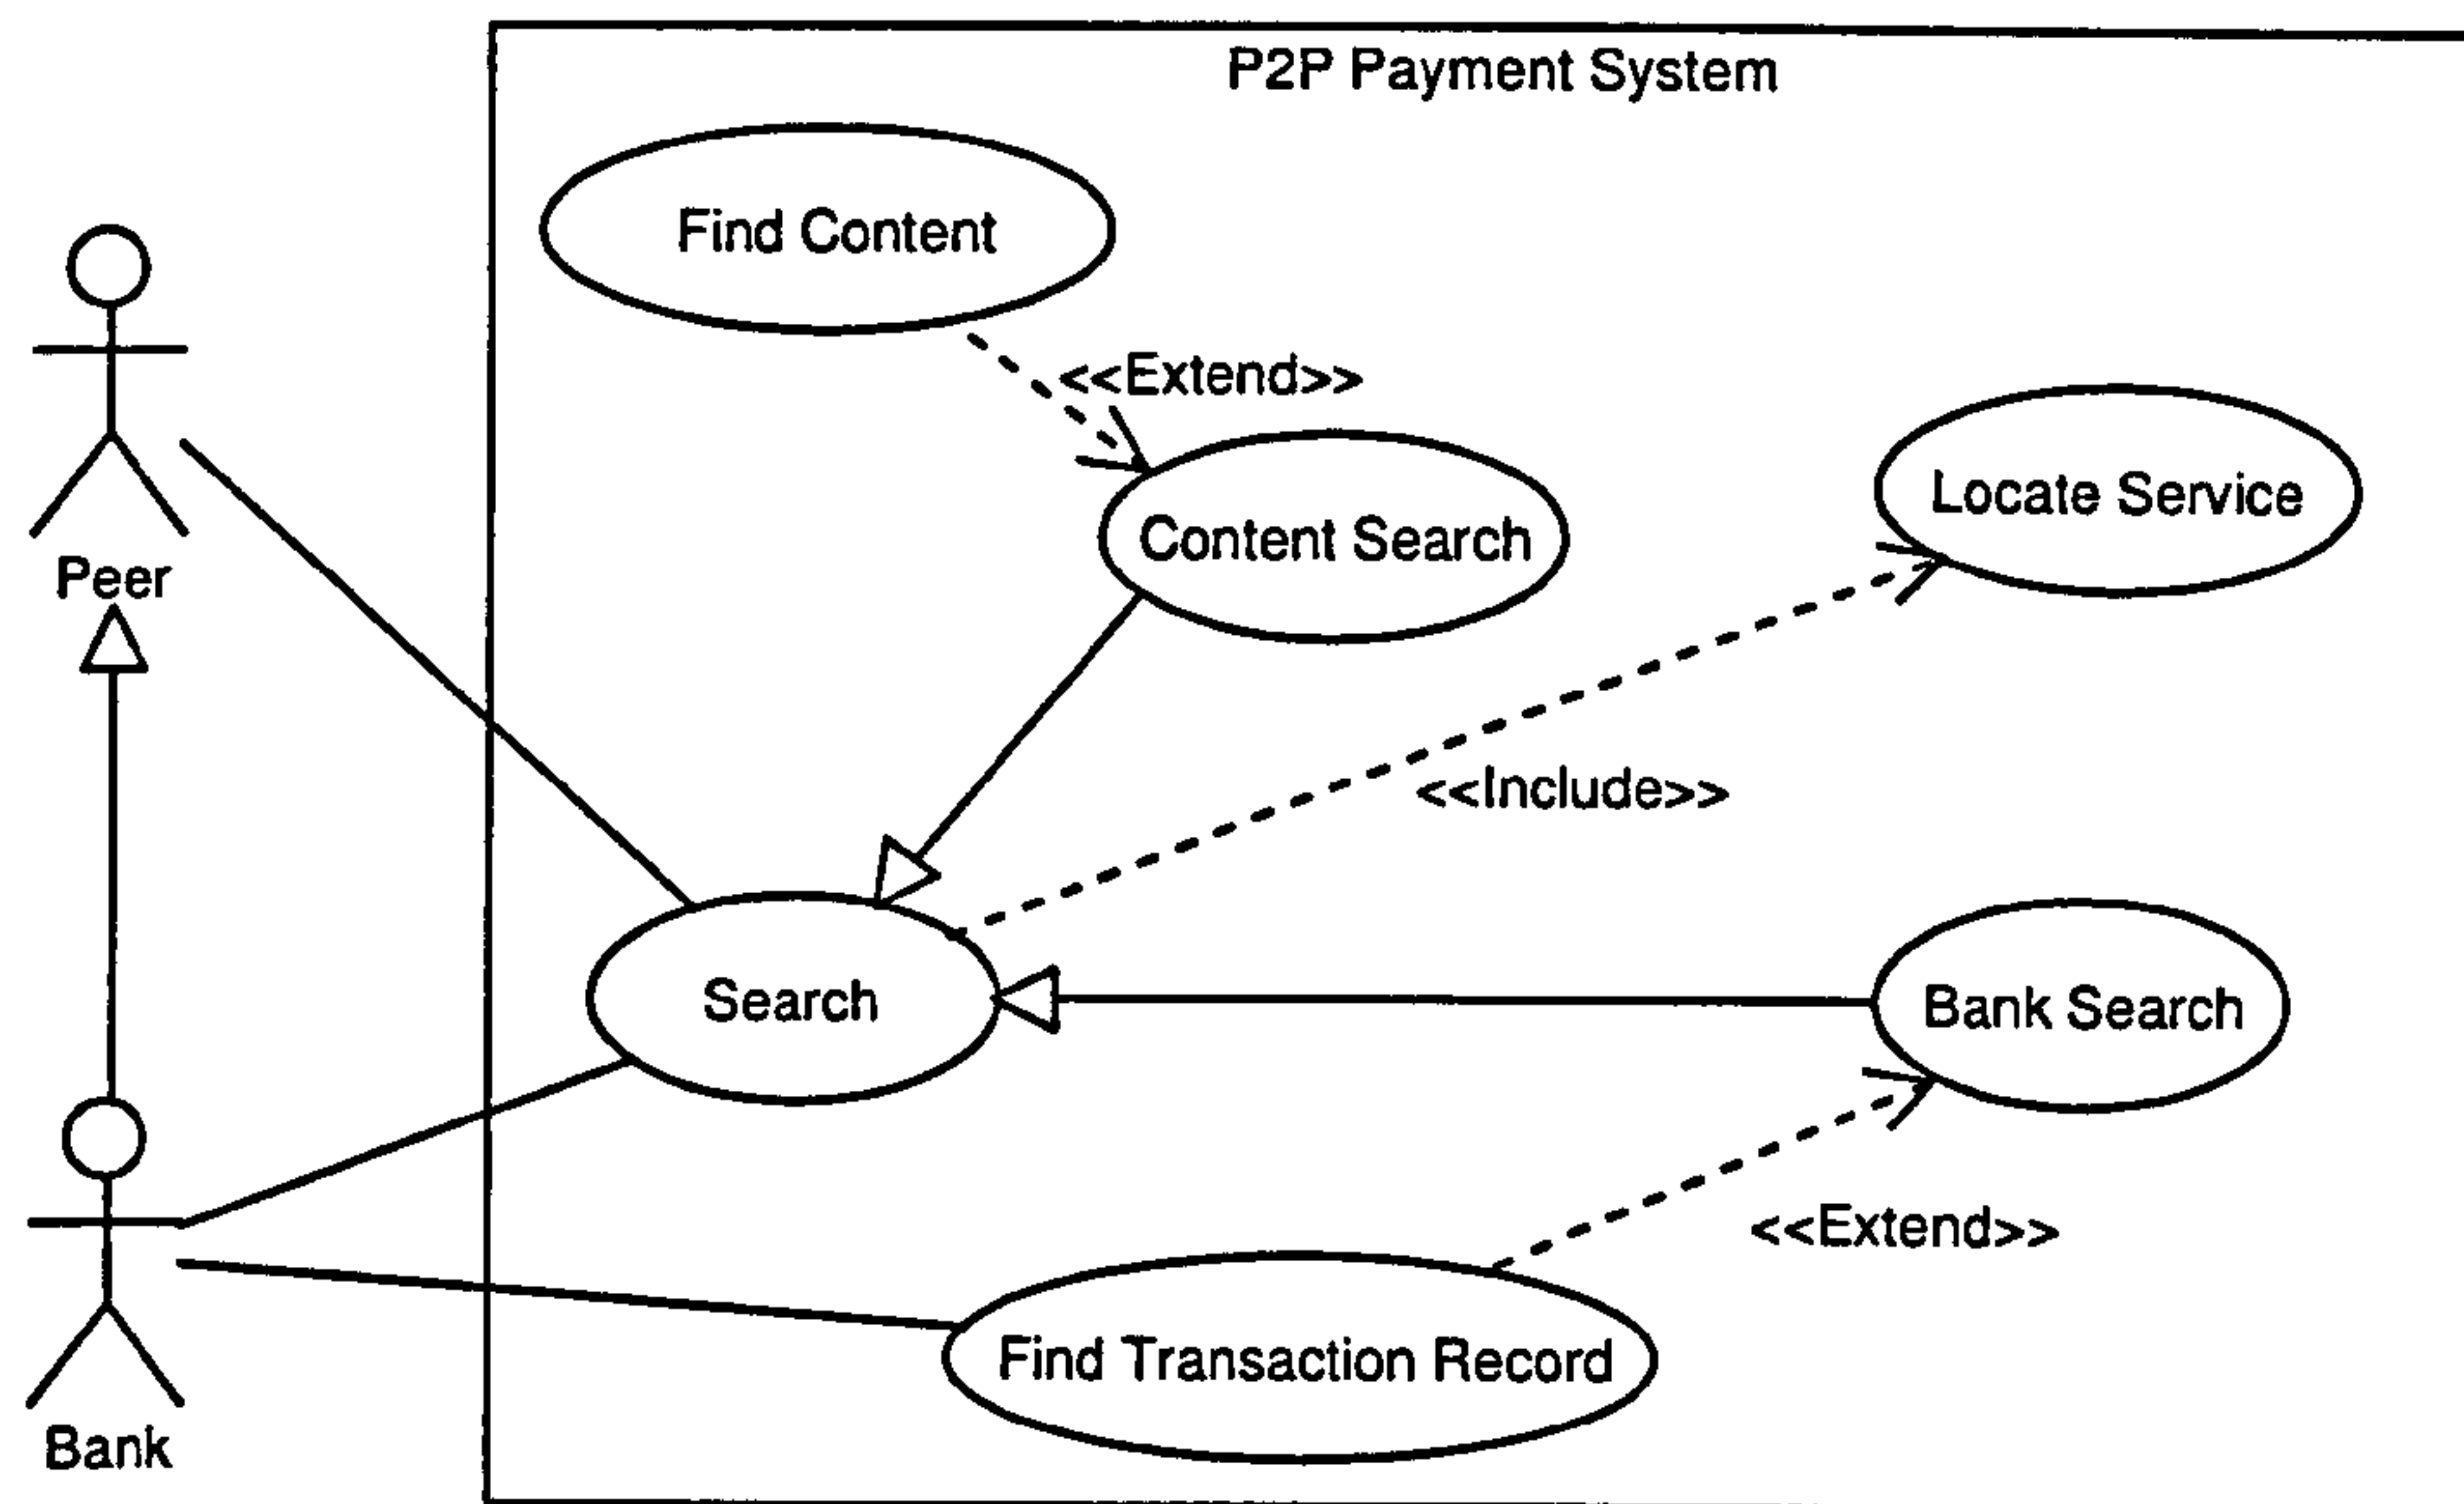 P2P Payment System
Find Content
<<Extend>>
Content Search
Locate Service
Peer
<<Include>>
Search
Bank Search
<<Extend>>
Find Transaction Record
Bank